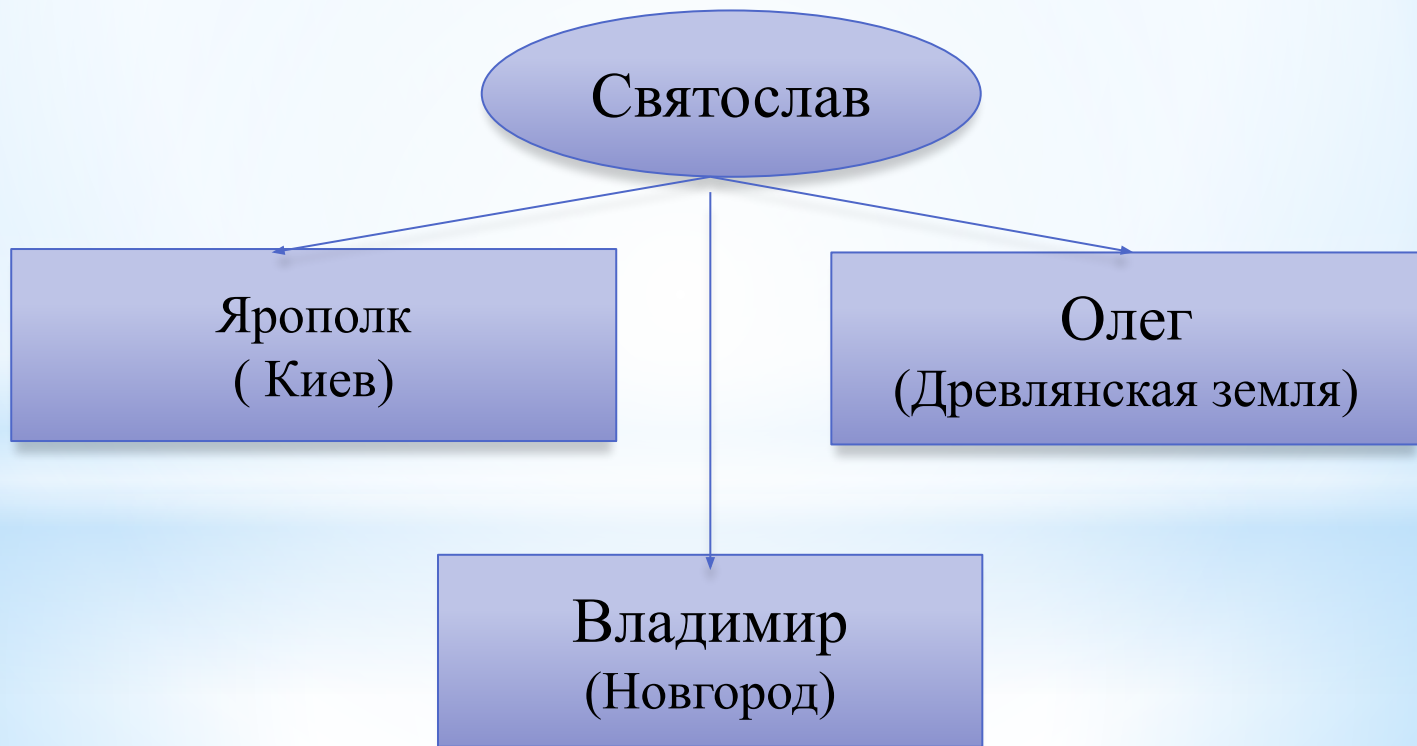 Святослав
Ярополк
( Киев)
Олег
(Древлянская земля)
Владимир
(Новгород)